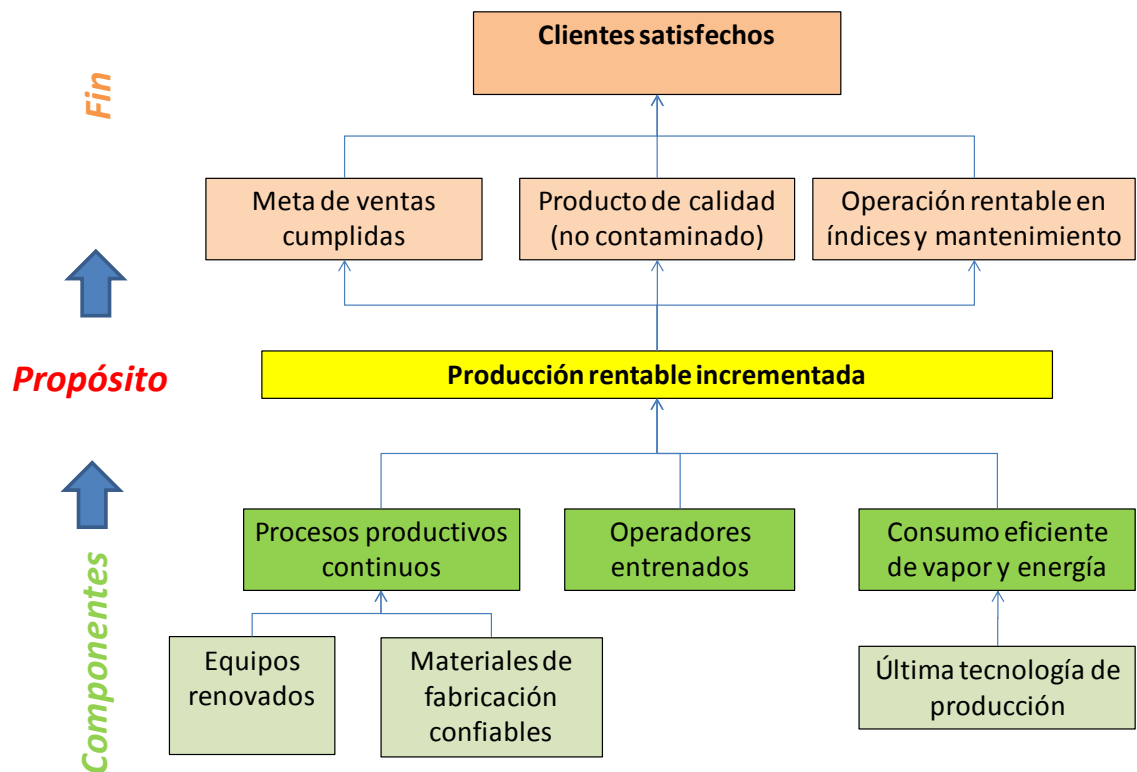 Fin
Clientes satisfechos
Meta de ventas
cumplidas
Producto de calidad
(no contaminado)
Operación rentable en
índices y mantenimiento
Propósito
Producción rentable incrementada
Componentes
Procesos productivos
continuos
Operadores
entrenados
Consumo eficiente
de vapor y energía
Equipos
renovados
Materiales de
fabricación
confiables
Última tecnología de
producción